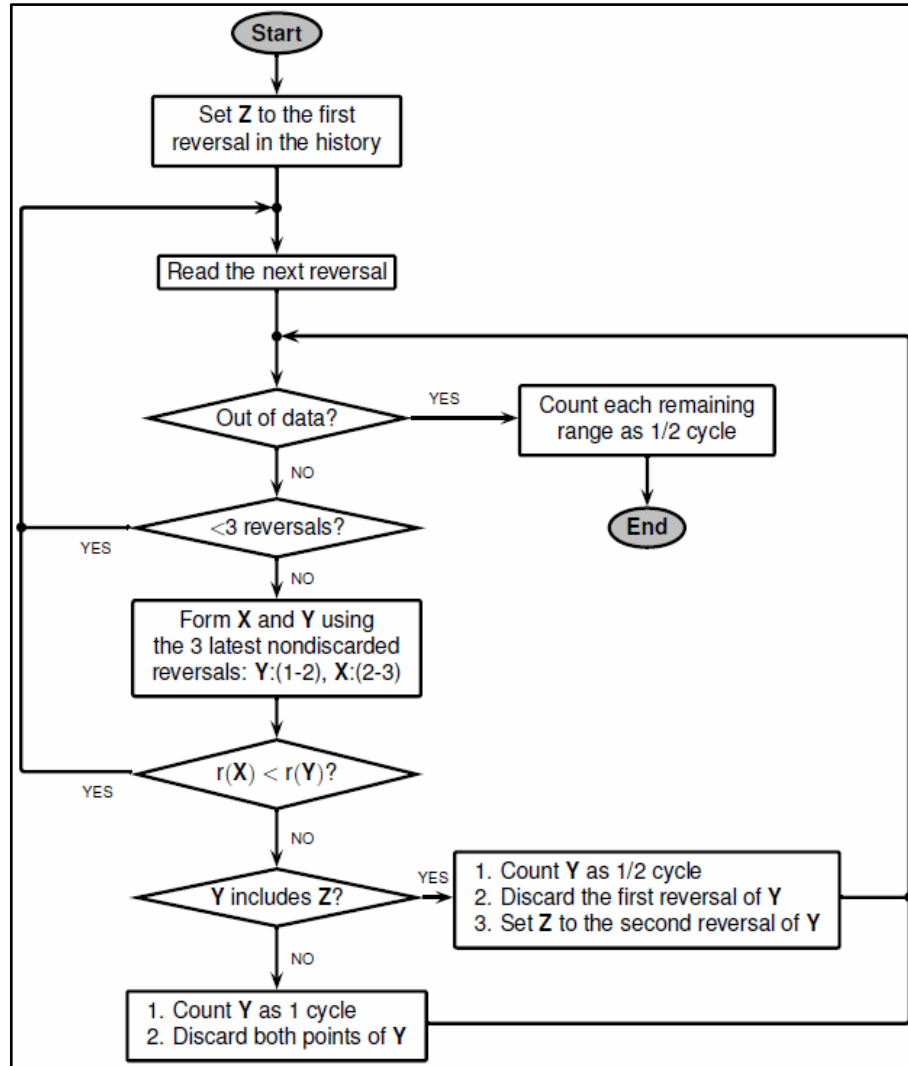 Start
Set Z to the first
reversal in the history
Read the next reversal
Out of data?
YES
Count each remaining
range as 1/2 cycle
NO
End
<3 reversals?
YES
NO
Form X and Y using
the 3 latest nondiscarded
reversals: Y:(1-2), X:(2-3)
r(X) < r(Y)?
YES
NO
Y includes Z?
YES
1. Count Y as 1/2 cycle
2. Discard the first reversal of Y
3. Set Z to the second reversal of Y
NO
1. Count Y as 1 cycle
2. Discard both points of Y